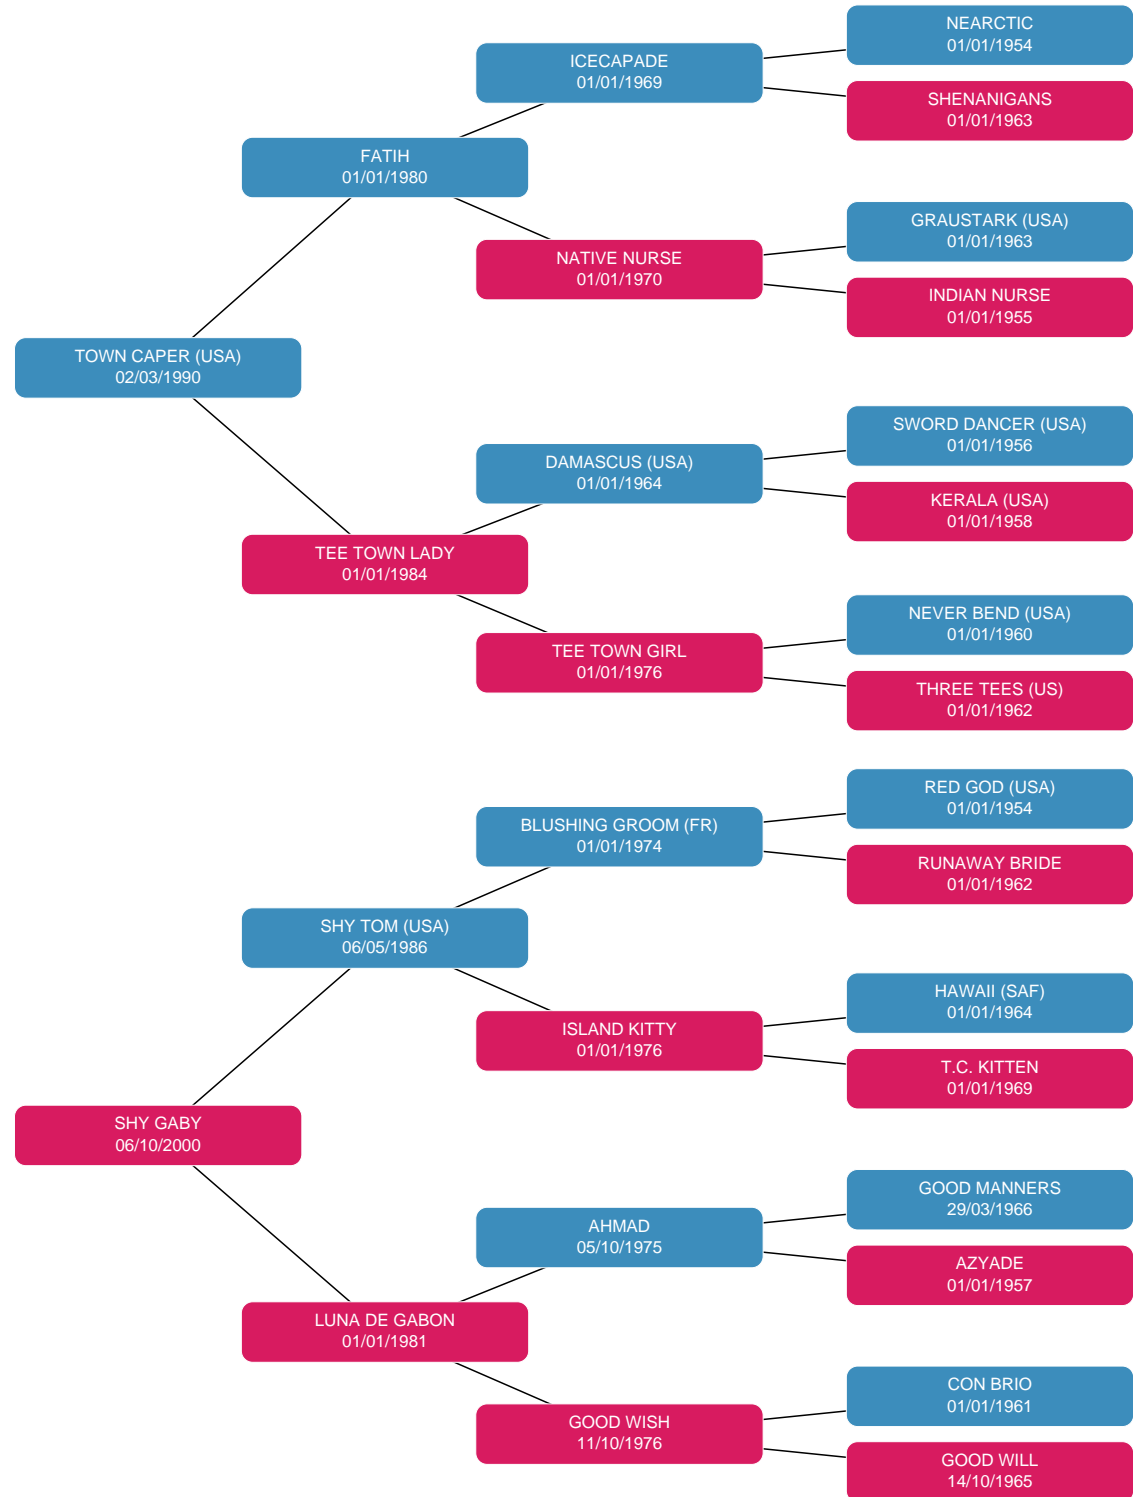 NEARCTIC
01/01/1954
ICECAPADE
01/01/1969
SHENANIGANS
01/01/1963
FATIH
01/01/1980
GRAUSTARK (USA)
01/01/1963
NATIVE NURSE
01/01/1970
INDIAN NURSE
01/01/1955
TOWN CAPER (USA)
02/03/1990
SWORD DANCER (USA)
01/01/1956
DAMASCUS (USA)
01/01/1964
KERALA (USA)
01/01/1958
TEE TOWN LADY
01/01/1984
NEVER BEND (USA)
01/01/1960
TEE TOWN GIRL
01/01/1976
THREE TEES (US)
01/01/1962
RED GOD (USA)
01/01/1954
BLUSHING GROOM (FR)
01/01/1974
RUNAWAY BRIDE
01/01/1962
SHY TOM (USA)
06/05/1986
HAWAII (SAF)
01/01/1964
ISLAND KITTY
01/01/1976
T.C. KITTEN
01/01/1969
SHY GABY
06/10/2000
GOOD MANNERS
29/03/1966
AHMAD
05/10/1975
AZYADE
01/01/1957
LUNA DE GABON
01/01/1981
CON BRIO
01/01/1961
GOOD WISH
11/10/1976
GOOD WILL
14/10/1965